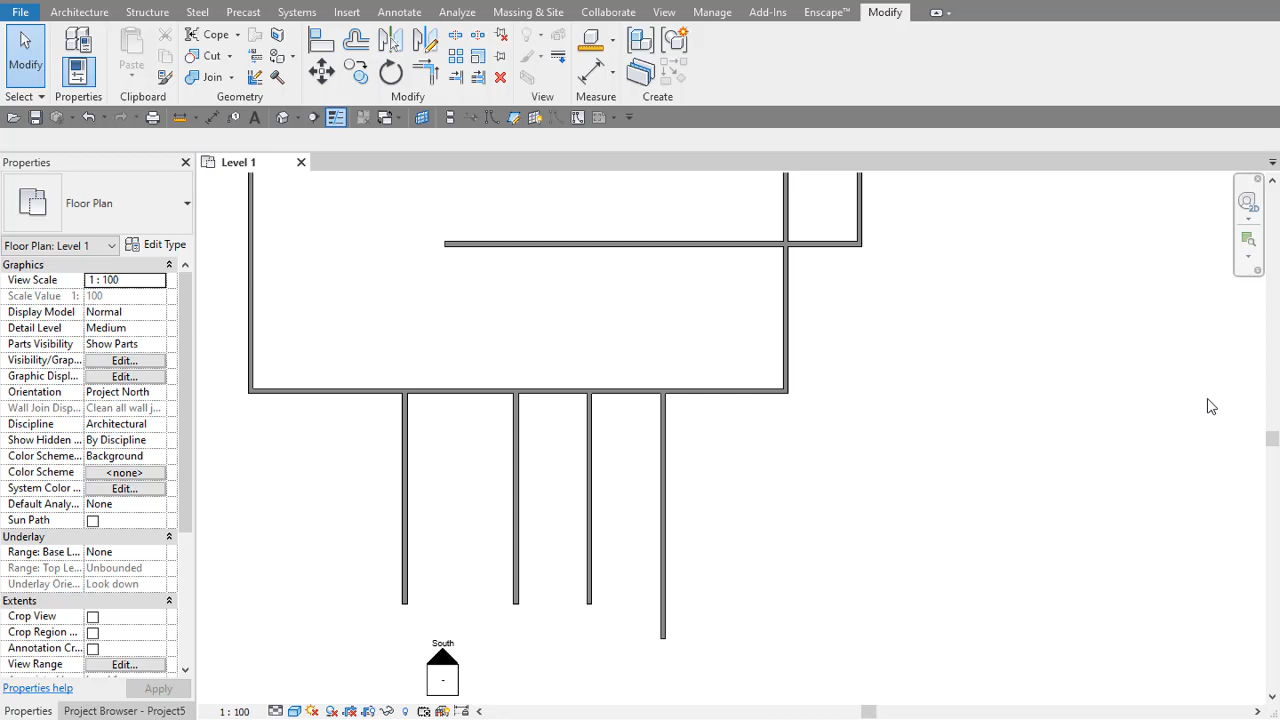 File Architecture Structure Steel Precast Systems Insert Annotate Analyze Massing & Site Collaborate View Manage Add-Ins Enscape™ Modify
Modify
Paste
Cope
Cut
Join
Select Properties Clipboard Geometry Modify View Measure Create
Properties
Level 1
Floor Plan
Floor Plan: Level 1
Edit Type
Graphics
View Scale 1 : 100
Scale Value 1: 100
Display Model Normal
Detail Level Medium
Parts Visibility Show Parts
Visibility/Grap... Edit...
Graphic Displ... Edit...
Orientation Project North
Wall Join Disp... Clean all wall j...
Discipline Architectural
Show Hidden ... By Discipline
Color Scheme... Background
Color Scheme <none>
System Color ... Edit...
Default Analy... None
Sun Path
Underlay
Range: Base L... None
Range: Top Le... Unbounded
Underlay Orie... Look down
Extents
Crop View
Crop Region ...
Annotation Cr...
View Range Edit...
Properties help
Apply
Properties
Project Browser - Project5
South
-
1 : 100
2D